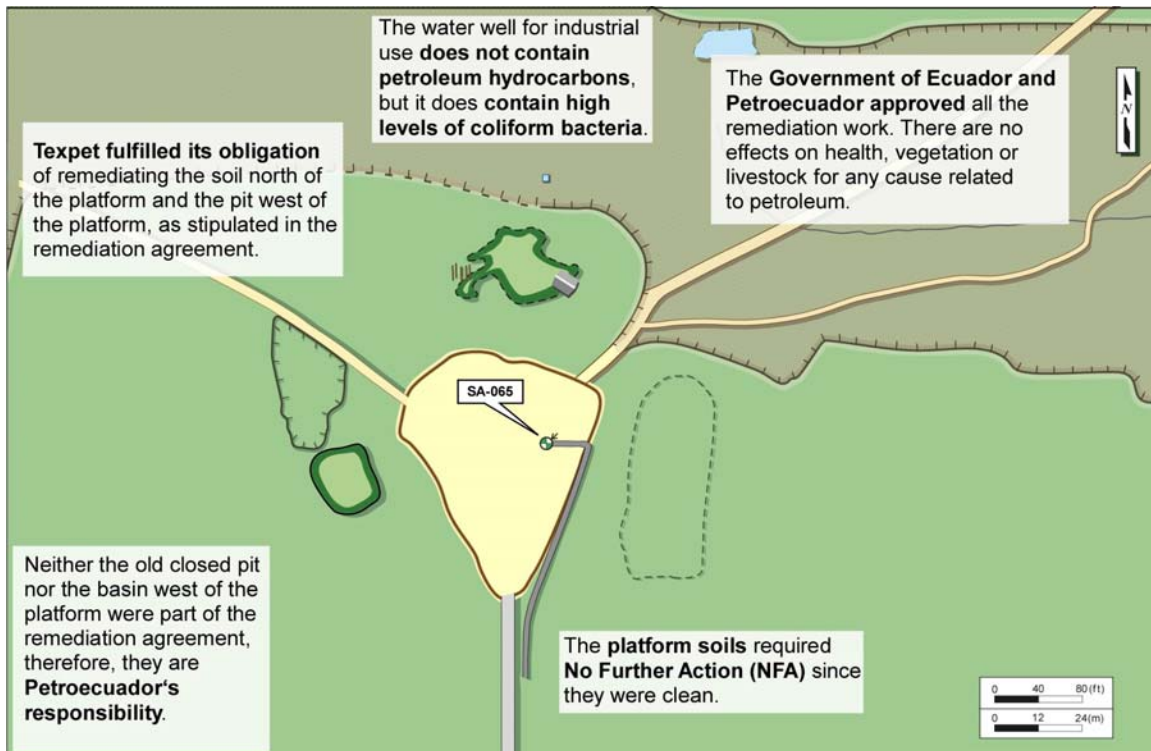 The water well for industrial
use does not contain
petroleum hydrocarbons,
but it does contain high
levels of coliform bacteria.
The Government of Ecuador and
Petroecuador approved all the
remediation work. There are no
effects on health, vegetation or
livestock for any cause related
to petroleum.
N
Texpet fulfilled its obligation
of remediating the soil north of
the platform and the pit west of
the platform, as stipulated in the
remediation agreement.
SA-065
Neither the old closed pit
nor the basin west of the
platform were part of the
remediation agreement,
therefore, they are
Petroecuador‘s
responsibility.
The platform soils required
No Further Action (NFA) since
they were clean.
0 40 80 (ft)
0 12 24 (m)